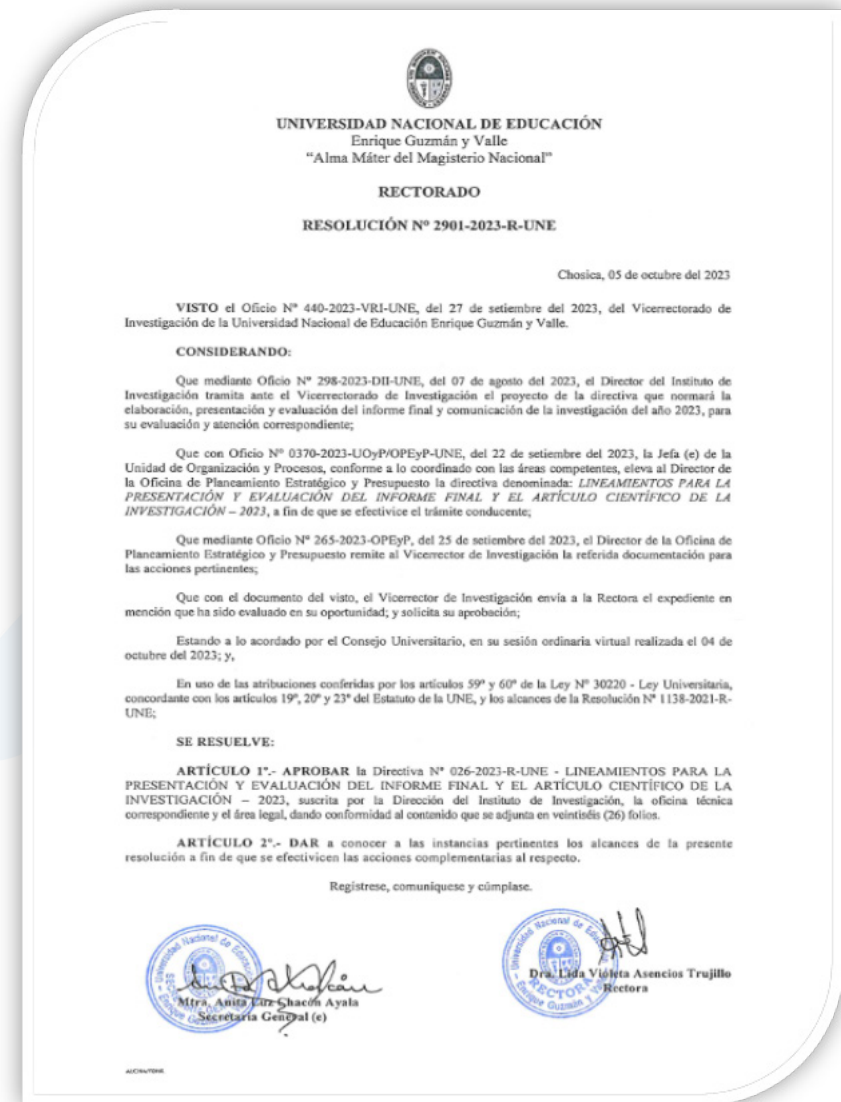 UNIVERSIDAD NACIONAL DE EDUCACIÓN
Enrique Guzmán y Valle
"Alma Máter del Magisterio Nacional"
RECTORADO
RESOLUCIÓN Nº 2901-2023-R-UNE
Chosica, 05 de octubre del 2023
VISTO el Oficio Nº 440-2023-VRI-UNE, del 27 de setiembre del 2023, del Vicerrectorado de
Investigación de la Universidad Nacional de Educación Enrique Guzmán y Valle.
CONSIDERANDO:
Que mediante Oficio Nº 298-2023-DII-UNE, del 07 de agosto del 2023, el Director del Instituto de
Investigación tramita ante el Vicerrectorado de Investigación el proyecto de la directiva que normará la
elaboración, presentación y evaluación del informe final y comunicación de la investigación del año 2023, para
su evaluación y atención correspondiente;
Que con Oficio Nº 0370-2023-UOyP/OPEyP-UNE, del 22 de setiembre del 2023, la Jefa (e) de la
Unidad de Organización y Procesos, conforme a lo coordinado con las áreas competentes, eleva al Director de
la Oficina de Planeamiento Estratégico y Presupuesto la directiva denominada: LINEAMIENTOS PARA LA
PRESENTACIÓN Y EVALUACIÓN DEL INFORME FINAL Y EL ARTÍCULO CIENTÍFICO DE LA
INVESTIGACIÓN – 2023, a fin de que se efectivice el trámite conducente;
Que mediante Oficio Nº 265-2023-OPEyP, del 25 de setiembre del 2023, el Director de la Oficina de
Planeamiento Estratégico y Presupuesto remite al Vicerrector de Investigación la referida documentación para
las acciones pertinentes;
Que con el documento del visto, el Vicerrector de Investigación envía a la Rectora el expediente en
mención que ha sido evaluado en su oportunidad; y solicita su aprobación;
Estando a lo acordado por el Consejo Universitario, en su sesión ordinaria virtual realizada el 04 de
octubre del 2023; y,
En uso de las atribuciones conferidas por los artículos 59º y 60º de la Ley Nº 30220 - Ley Universitaria,
concordante con los artículos 19º, 20º y 23º del Estatuto de la UNE, y los alcances de la Resolución Nº 1138-2021-R-
UNE;
SE RESUELVE:
ARTÍCULO 1º.- APROBAR la Directiva Nº 026-2023-R-UNE - LINEAMIENTOS PARA LA
PRESENTACIÓN Y EVALUACIÓN DEL INFORME FINAL Y EL ARTÍCULO CIENTÍFICO DE LA
INVESTIGACIÓN – 2023, suscrita por la Dirección del Instituto de Investigación, la oficina técnica
correspondiente y el área legal, dando conformidad al contenido que se adjunta en veintiséis (26) folios.
ARTÍCULO 2º.- DAR a conocer a las instancias pertinentes los alcances de la presente
resolución a fin de que se efectivicen las acciones complementarias al respecto.
Regístrese, comuníquese y cúmplase.
Mtra. Anita Luz Chacón Ayala
Secretaria General (e)
Dra. Lida Violeta Asencios Trujillo
Rectora